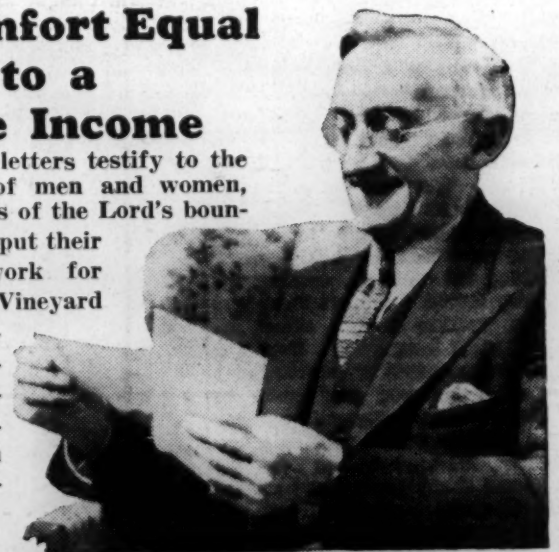 nfort Equal
to a
e Income
letters testify to the
of men and women,
s of the Lord's boun-
put their
work for
Vineyard